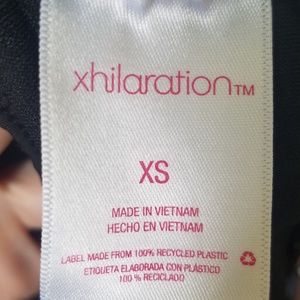 xhilaration™
XS
MADE IN VIETNAM
HECHO EN VIETNAM
LABEL MADE FROM 100% RECYCLED PLASTIC
ETIQUETA ELABORADA CON PLÁSTICO
100 % RECICLADO